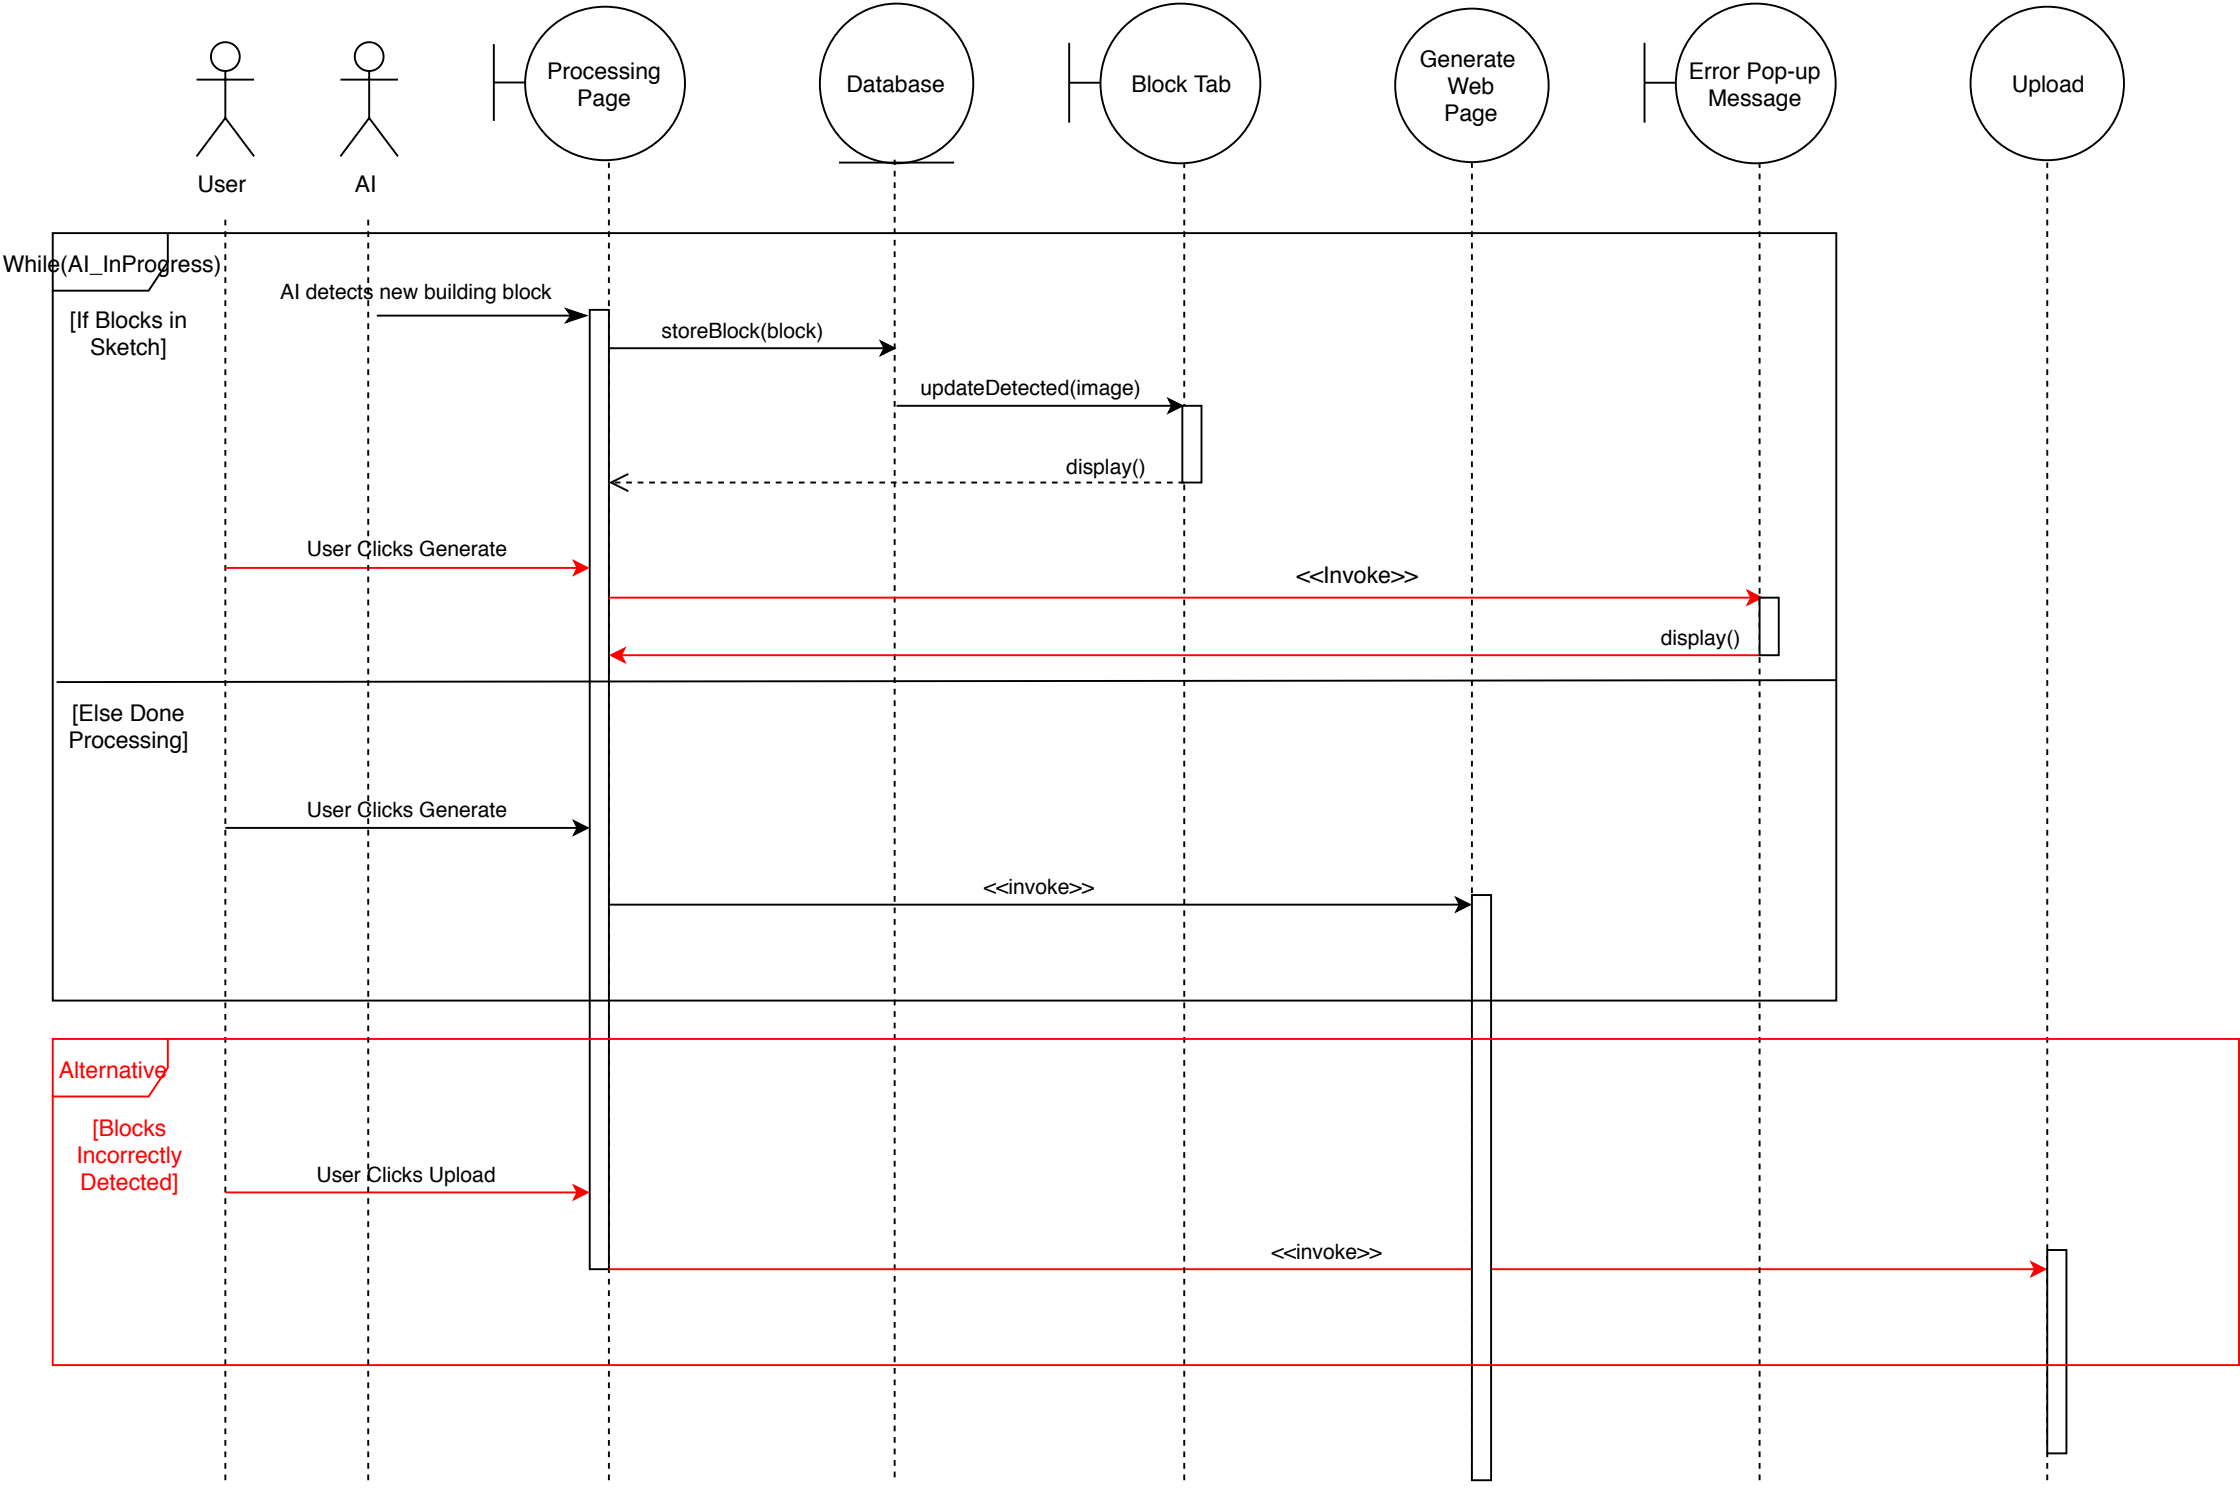 Processing
Page
Database
Block Tab
Generate
Web
Page
Error Pop-up
Message
Upload
User
AI
While(AI_InProgress)
AI detects new building block
[If Blocks in
Sketch]
storeBlock(block)
updateDetected(image)
display()
User Clicks Generate
<<Invoke>>
display()
[Else Done
Processing]
User Clicks Generate
<<invoke>>
Alternative
[Blocks
Incorrectly
Detected]
User Clicks Upload
<<invoke>>